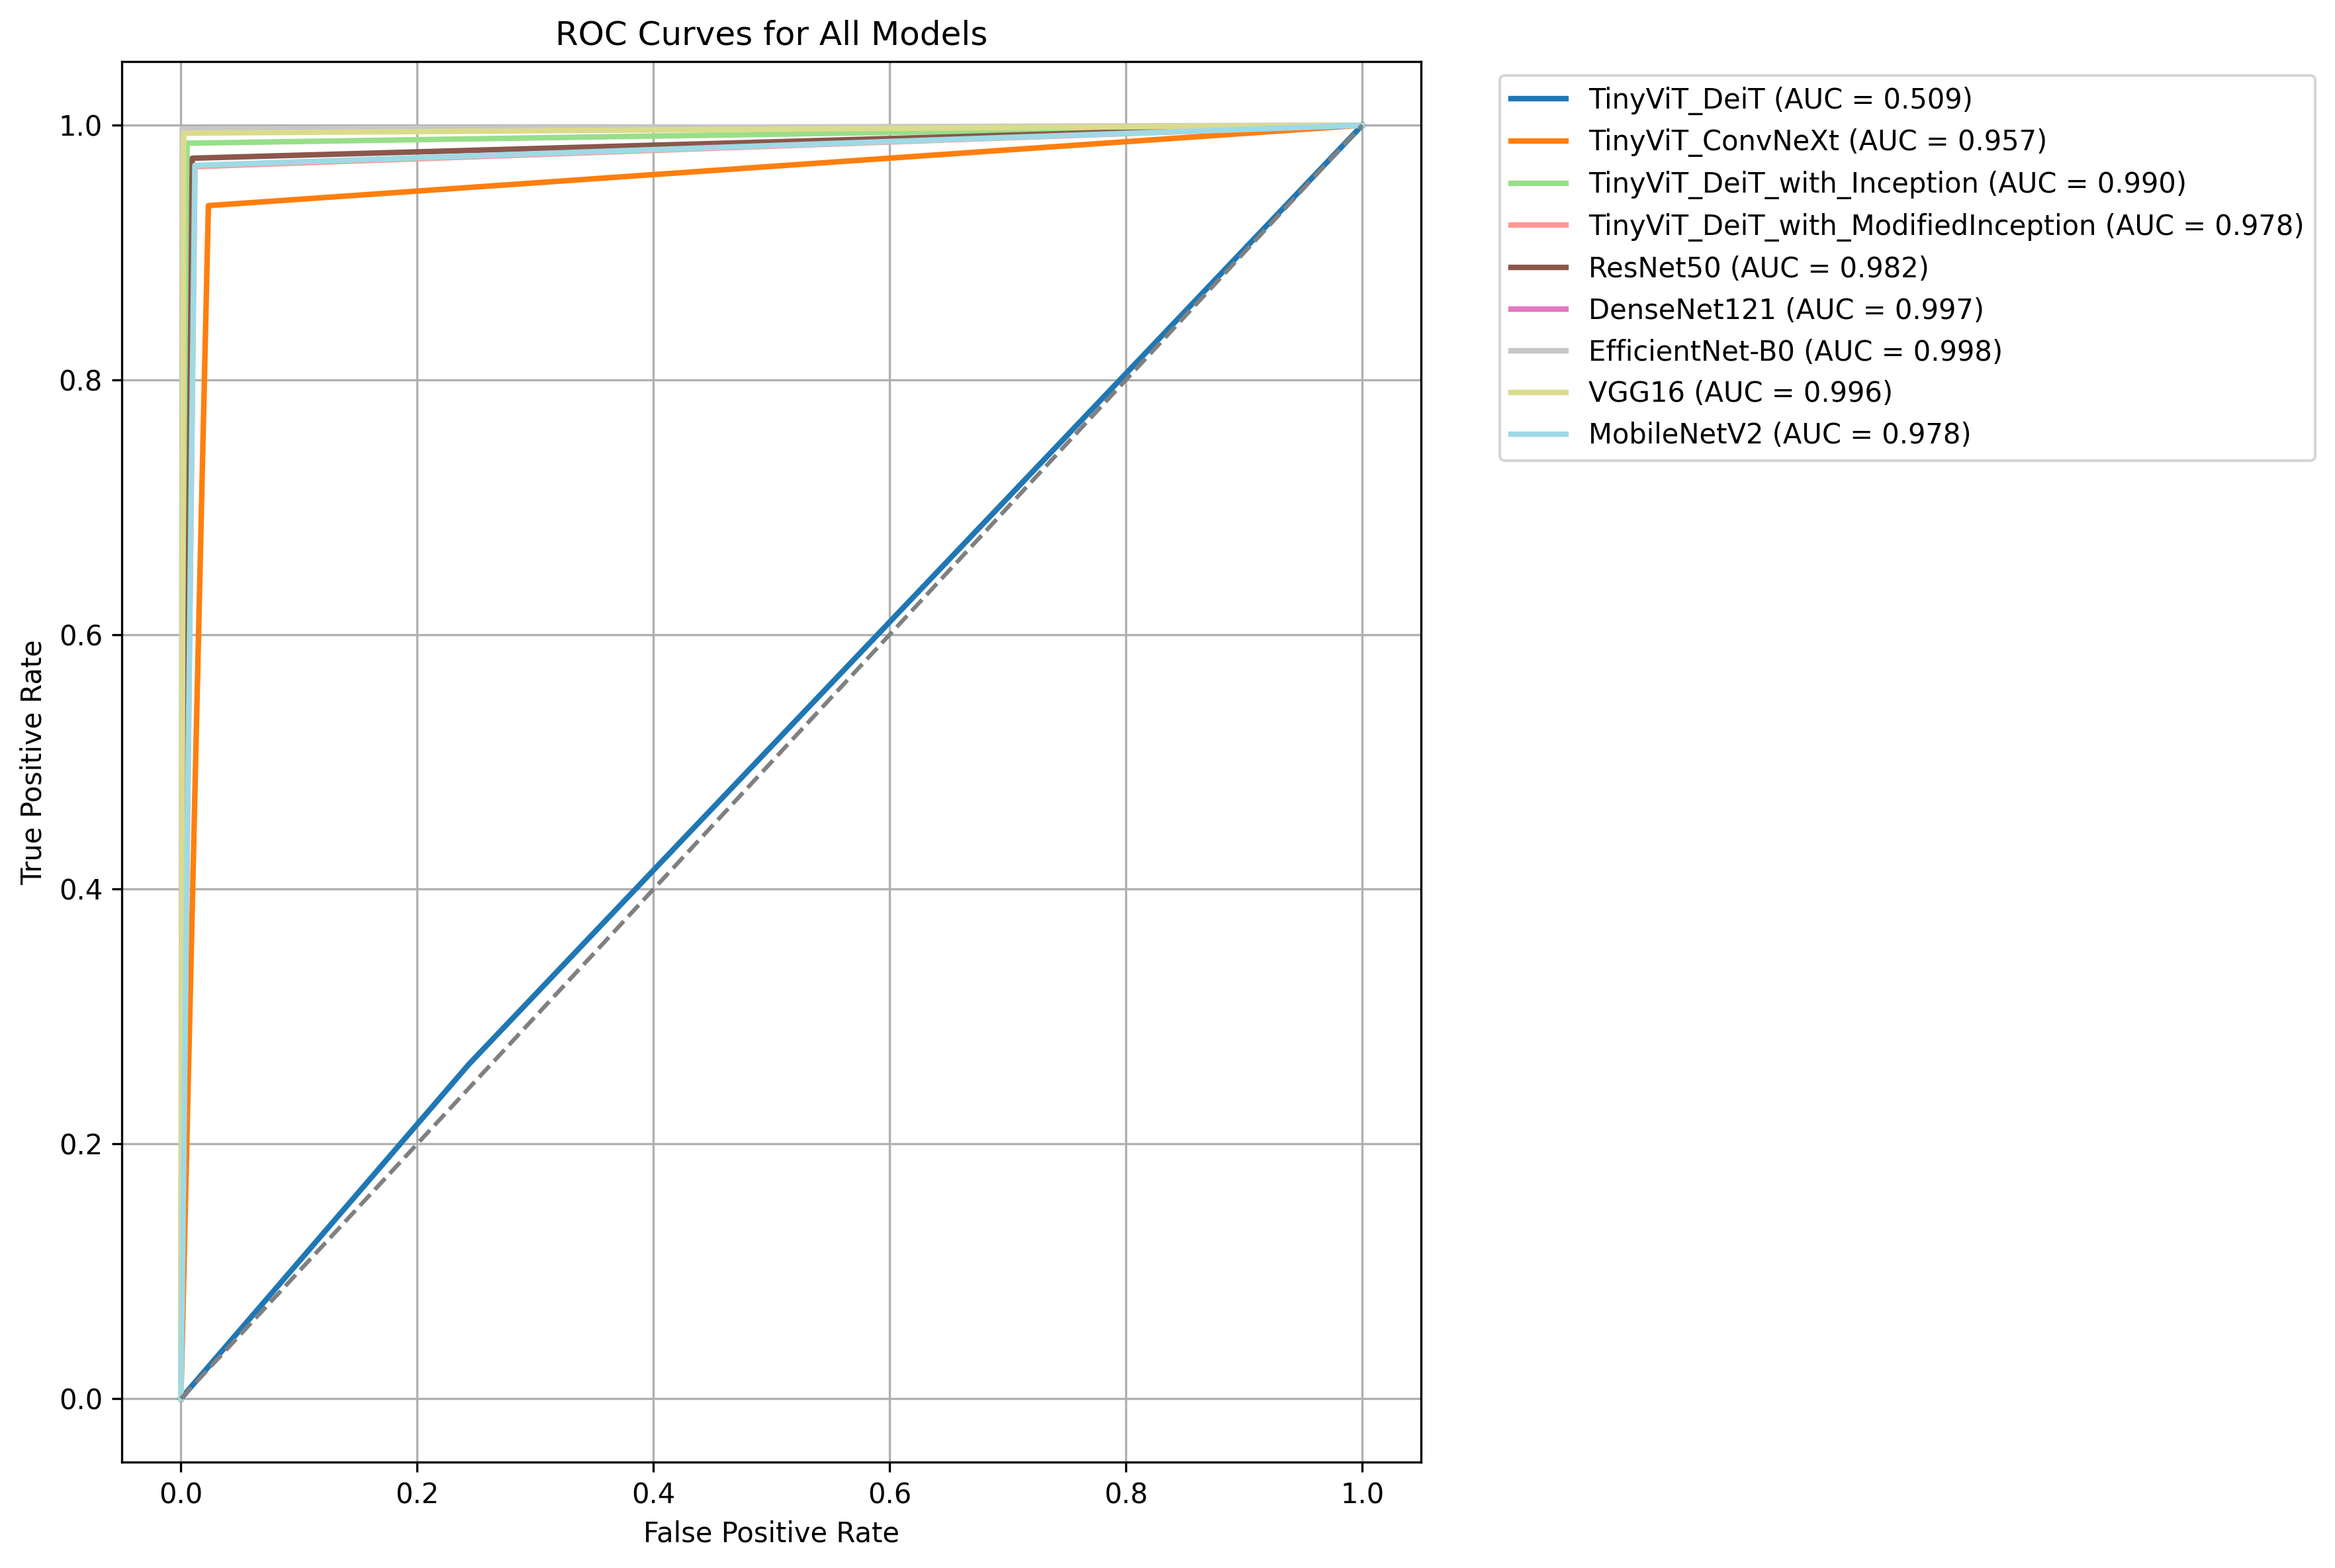 ROC Curves for All Models
TinyViT_DeiT (AUC = 0.509)
TinyViT_ConvNeXt (AUC = 0.957)
TinyViT_DeiT_with_Inception (AUC = 0.990)
TinyViT_DeiT_with_ModifiedInception (AUC = 0.978)
ResNet50 (AUC = 0.982)
DenseNet121 (AUC = 0.997)
EfficientNet-B0 (AUC = 0.998)
VGG16 (AUC = 0.996)
MobileNetV2 (AUC = 0.978)
True Positive Rate
1.0
0.8
0.6
0.4
0.2
0.0
0.0 0.2 0.4 0.6 0.8 1.0
False Positive Rate